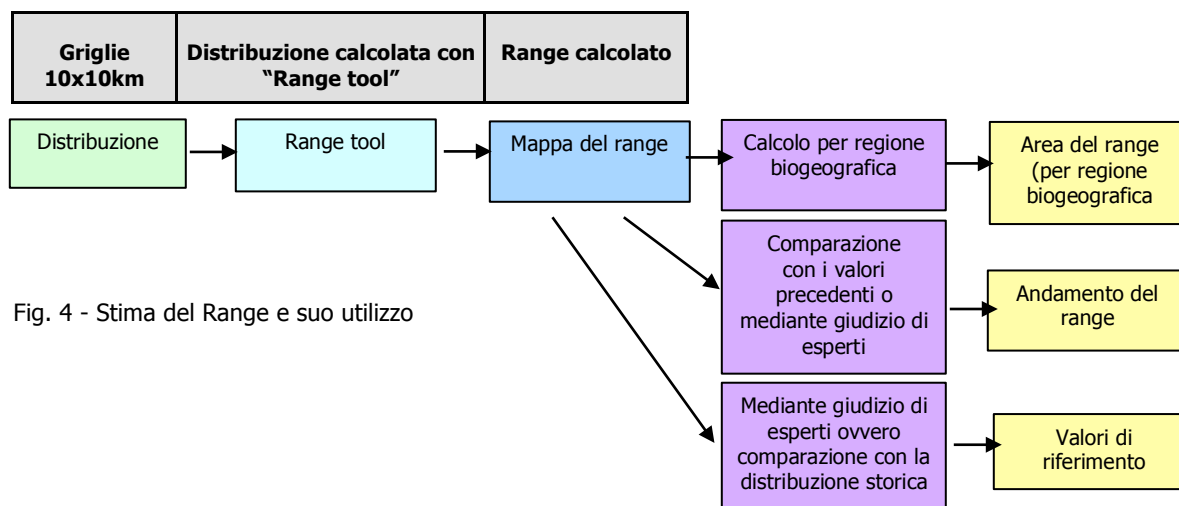 Griglie
10x10km
Distribuzione calcolata con
“Range tool”
Range calcolato
Distribuzione
Range tool
Mappa del range
Calcolo per regione
biogeografica
Area del range
(per regione
biogeografica
Comparazione
con i valori
precedenti o
mediante giudizio di
esperti
Andamento del
range
Fig. 4 - Stima del Range e suo utilizzo
Mediante giudizio di
esperti ovvero
comparazione con la
distribuzione storica
Valori di
riferimento